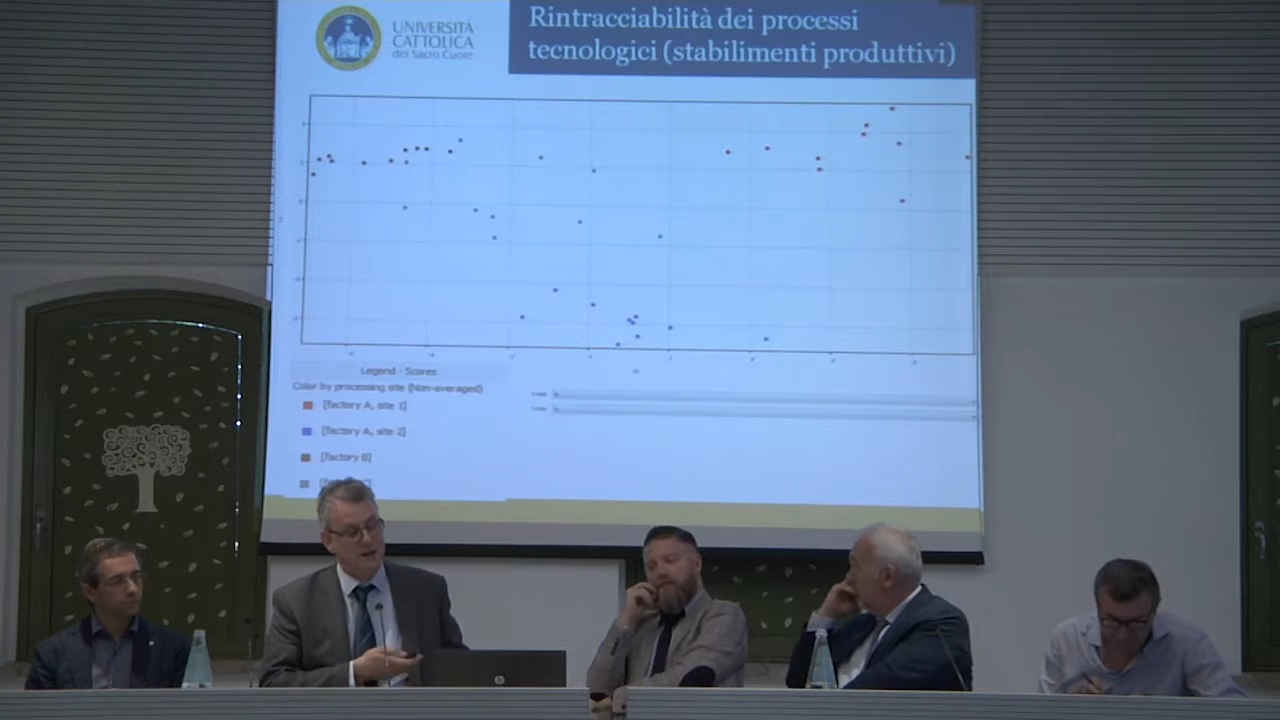 UNIVERSITÀ
CATTOLICA
del Sacro Cuore
Rintracciabilità dei processi
tecnologici (stabilimenti produttivi)
Legend - Scores
Color by processing site (Non-averaged)
[factory A, site 1]
[factory A, site 2]
[factory B]
hp